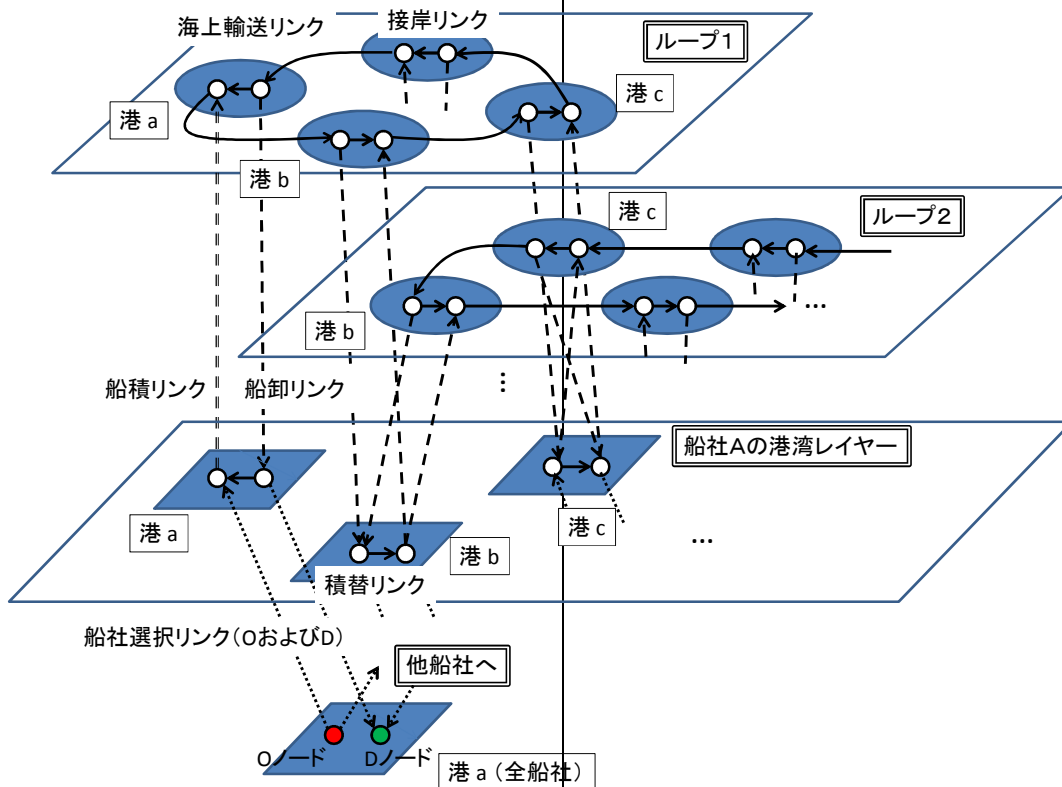 海上輸送リンク
接岸リンク
ループ1
港 a
港 c
港 b
港 c
ループ2
港 b
…
⋮
船積リンク
船卸リンク
船社Aの港湾レイヤー
港 a
港 b
港 c
…
積替リンク
船社選択リンク(OおよびD)
他船社へ
Oノード
Dノード
港 a (全船社)